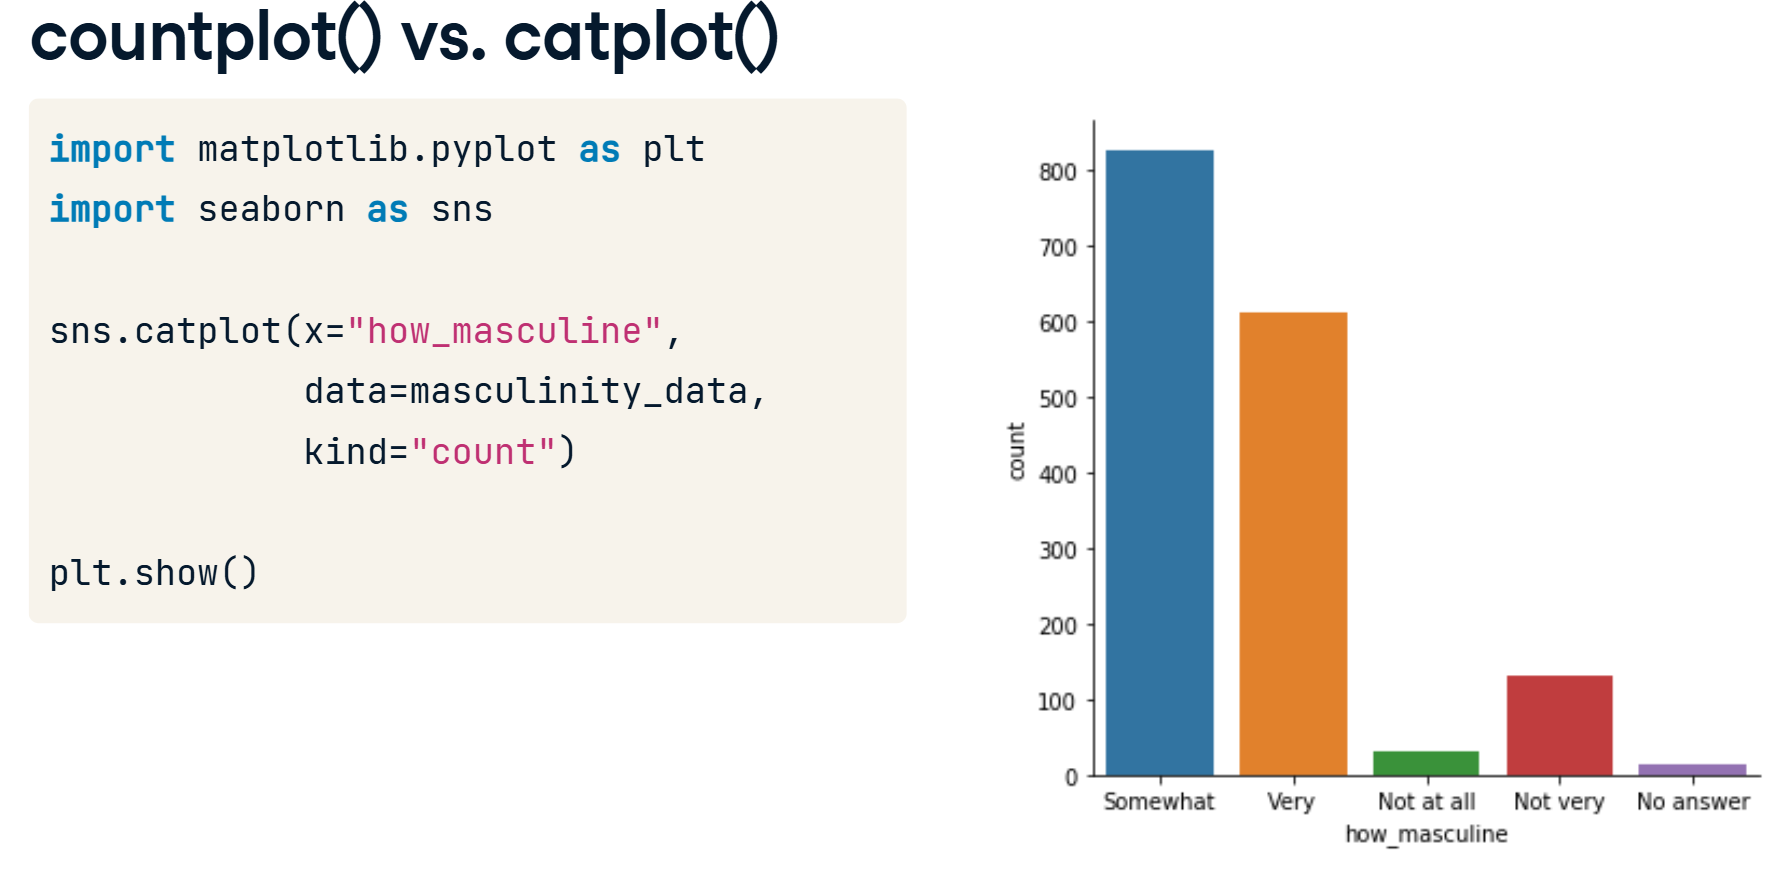 countplot() vs. catplot()
import matplotlib.pyplot as plt
import seaborn as sns
sns.catplot(x="how_masculine",
data=masculinity_data,
kind="count")
plt.show()
800
700
600
500
400
300
200
100
0
count
Somewhat Very Not at all Not very No answer
how_masculine